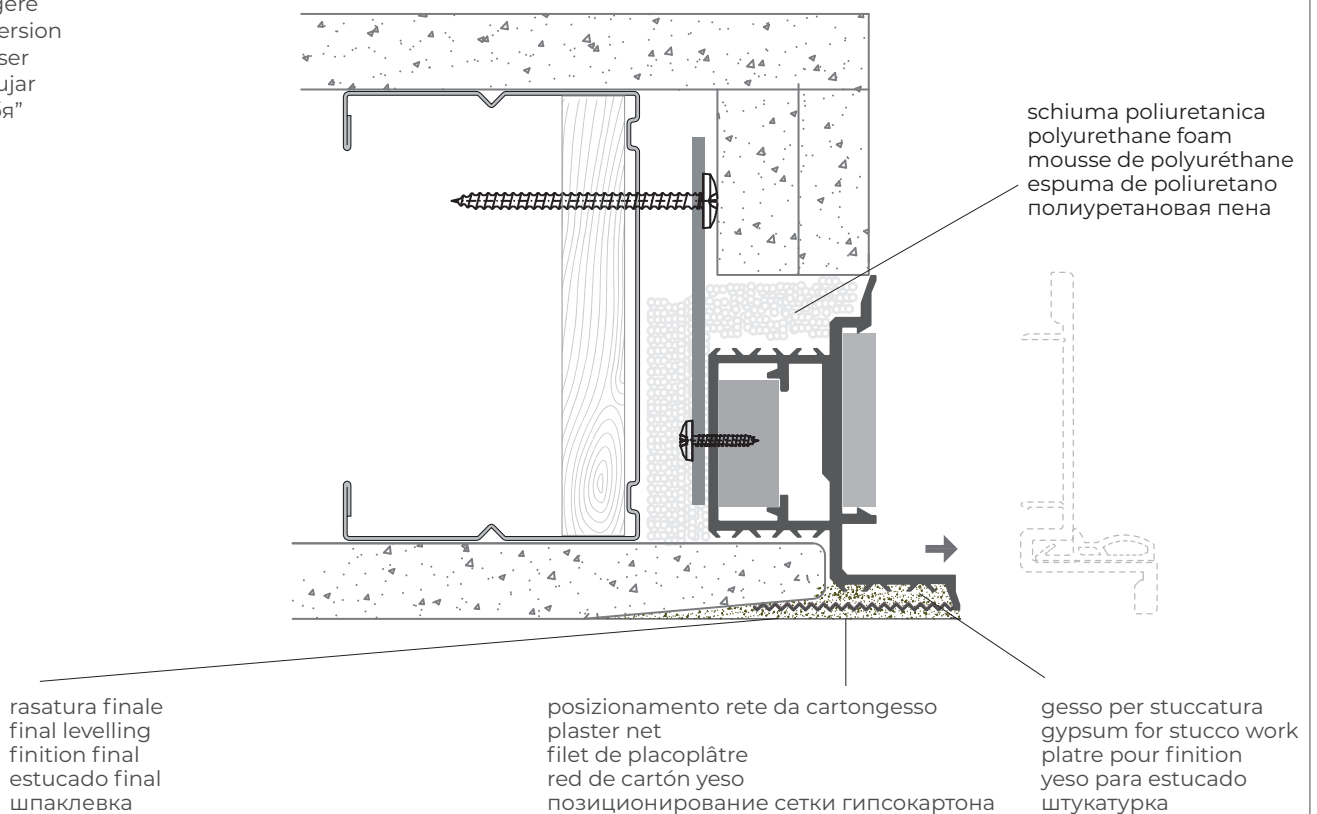 schiuma poliuretanica
polyurethane foam
mousse de polyuréthane
espuma de poliuretano
полиуретановая пена
rasatura finale
final levelling
finition final
estucado final
шпаклевка
posizionamento rete da cartongesso
plaster net
filet de placoplâtre
red de cartón yeso
позиционирование сетки гипсокартона
gesso per stuccatura
gypsum for stucco work
platre pour finition
yeso para estucado
штукатурка